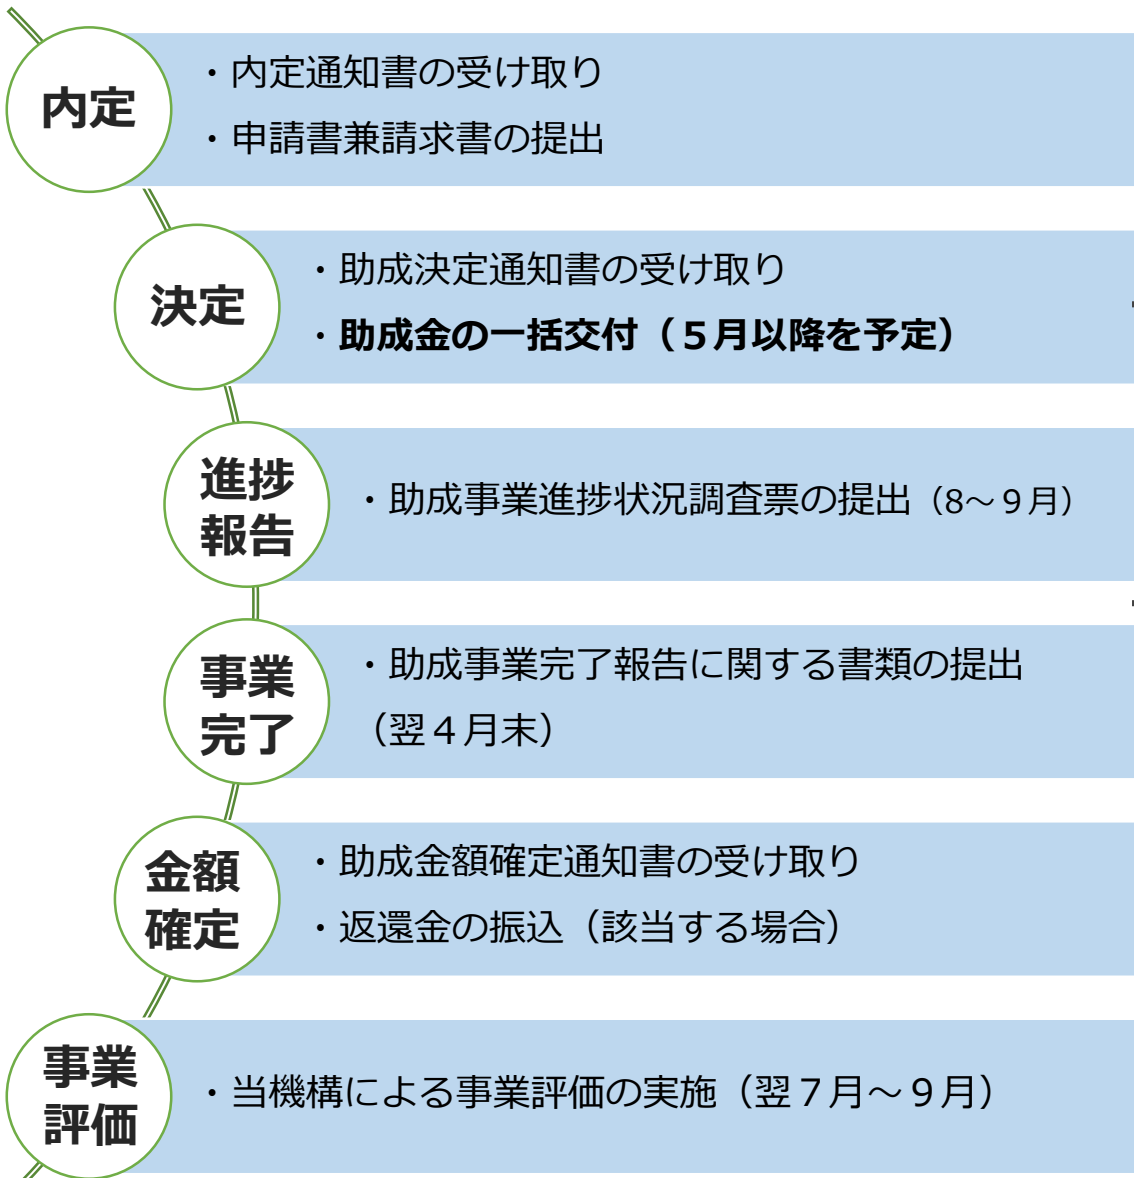 内定
・内定通知書の受け取り
・申請書兼請求書の提出
決定
・助成決定通知書の受け取り
・助成金の一括交付（５月以降を予定）
進捗
報告
・助成事業進捗状況調査票の提出（8～９月）
事業
完了
・助成事業完了報告に関する書類の提出
（翌４月末）
金額
確定
・助成金額確定通知書の受け取り
・返還金の振込（該当する場合）
事業
評価
・当機構による事業評価の実施（翌７月～９月）